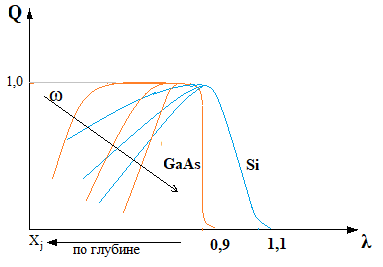 Q
1,0
ω
GaAs
Si
Xj
по глубине
0,9
1,1
λ